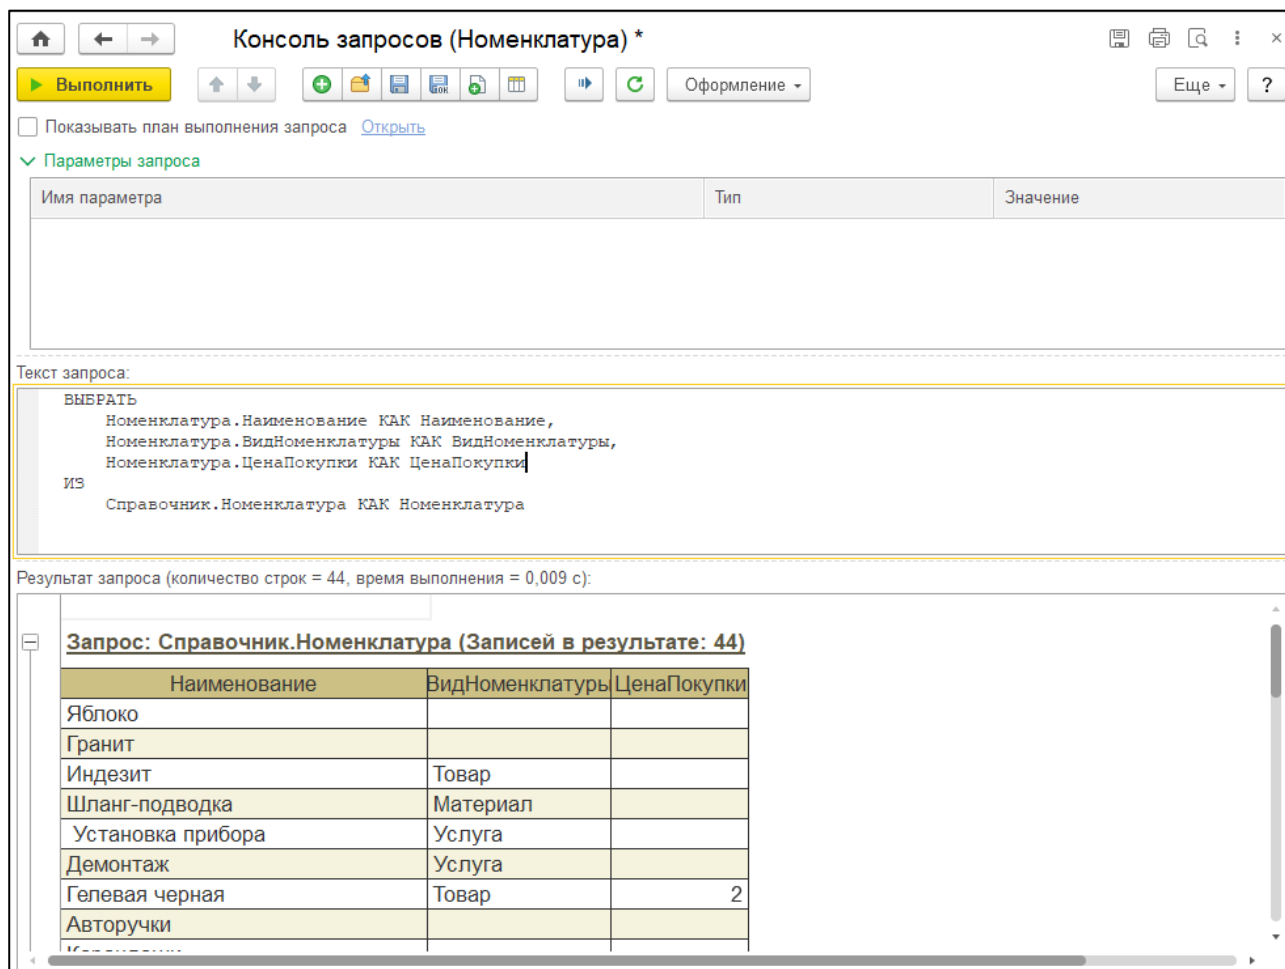 Консоль запросов (Номенклатура) *
Выполнить
Оформление
Еще
?
Показывать план выполнения запроса Открыть
Параметры запроса
Имя параметра Тип Значение
Текст запроса:
ВЫБРАТЬ
Номенклатура.Наименование КАК Наименование,
Номенклатура.ВидНоменклатуры КАК ВидНоменклатуры,
Номенклатура.ЦенаПокупки КАК ЦенаПокупки
ИЗ
Справочник.Номенклатура КАК Номенклатура
Результат запроса (количество строк = 44, время выполнения = 0,009 с):
Запрос: Справочник.Номенклатура (Записей в результате: 44)
Наименование ВидНоменклатуры ЦенаПокупки
Яблоко
Гранит
Индезит Товар
Шланг-подводка Материал
Установка прибора Услуга
Демонтаж Услуга
Гелевая черная Товар 2
Авторучки